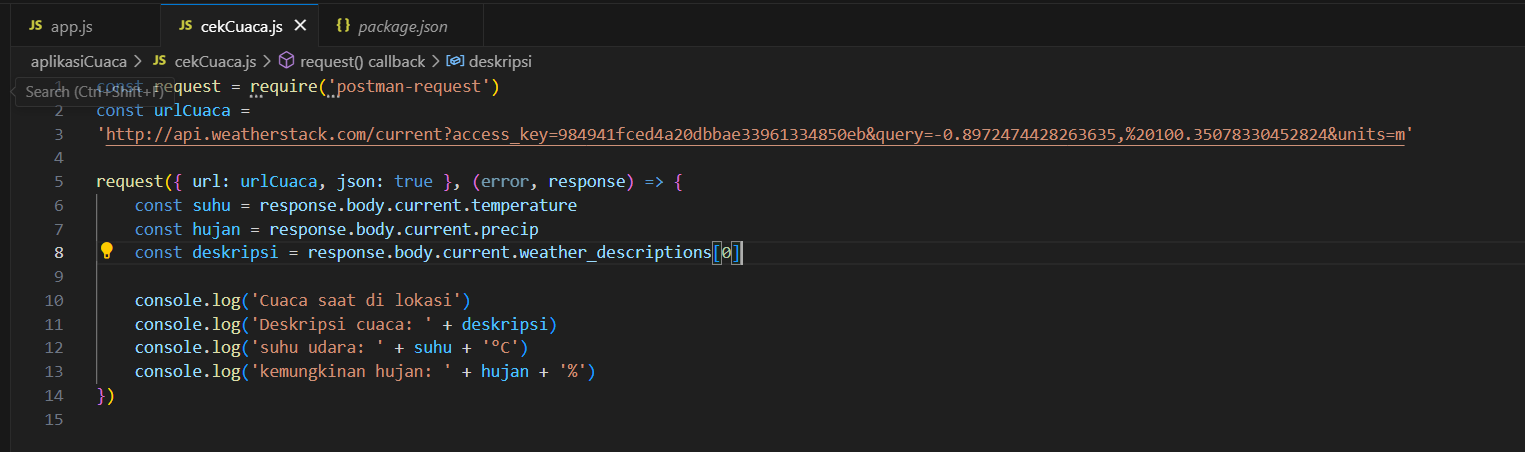 JS app.js JS cekCuaca.js {} package.json
aplikasiCuaca > JS cekCuaca.js > request() callback > deskripsi
Search (Ctrl+Shift+F)
1 const request = require('postman-request')
2 const urlCuaca =
3 'http://api.weatherstack.com/current?access_key=984941fced4a20dbbae33961334850eb&query=-0.8972474428263635,%20100.35078330452824&units=m'
4
5 request({ url: urlCuaca, json: true }, (error, response) => {
6 const suhu = response.body.current.temperature
7 const hujan = response.body.current.precip
8 const deskripsi = response.body.current.weather_descriptions[0]
9
10 console.log('Cuaca saat di lokasi')
11 console.log('Deskripsi cuaca: ' + deskripsi)
12 console.log('suhu udara: ' + suhu + '°C')
13 console.log('kemungkinan hujan: ' + hujan + '%')
14 })
15